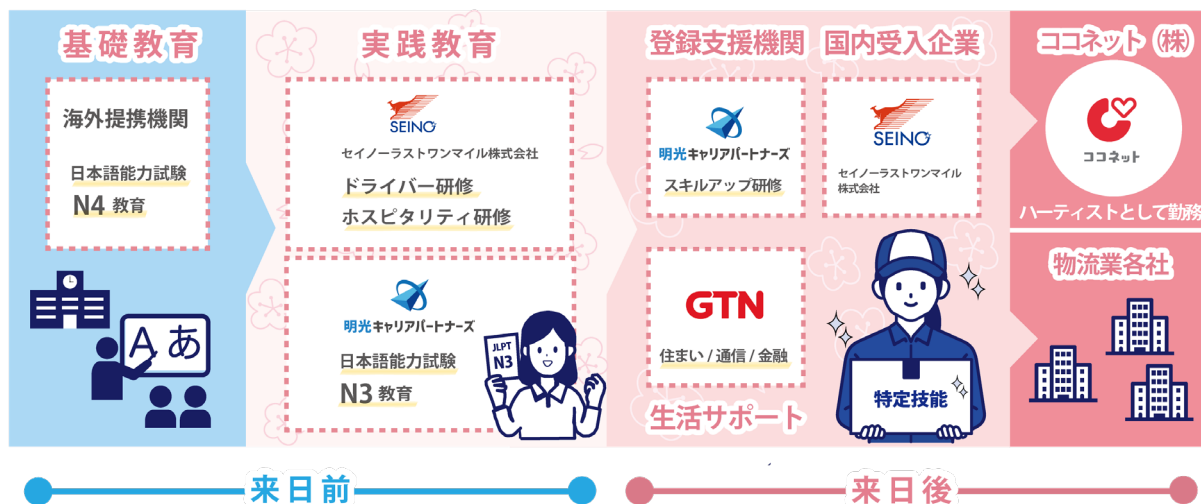 基礎教育
海外提携機関
日本語能力試験
N4 教育
A あ
実践教育
SEINO
セイノーラストワンマイル株式会社
ドライバー研修
ホスピタリティ研修
明光キャリアパートナーズ
日本語能力試験
N3 教育
JLPT
N3
登録支援機関
明光キャリアパートナーズ
スキルアップ研修
GTN
住まい / 通信 / 金融
生活サポート
国内受入企業
SEINO
セイノーラストワンマイル
株式会社
特定技能
ココネット (株)
ココネット
ハーティストとして勤務
物流業各社
来日前
来日後